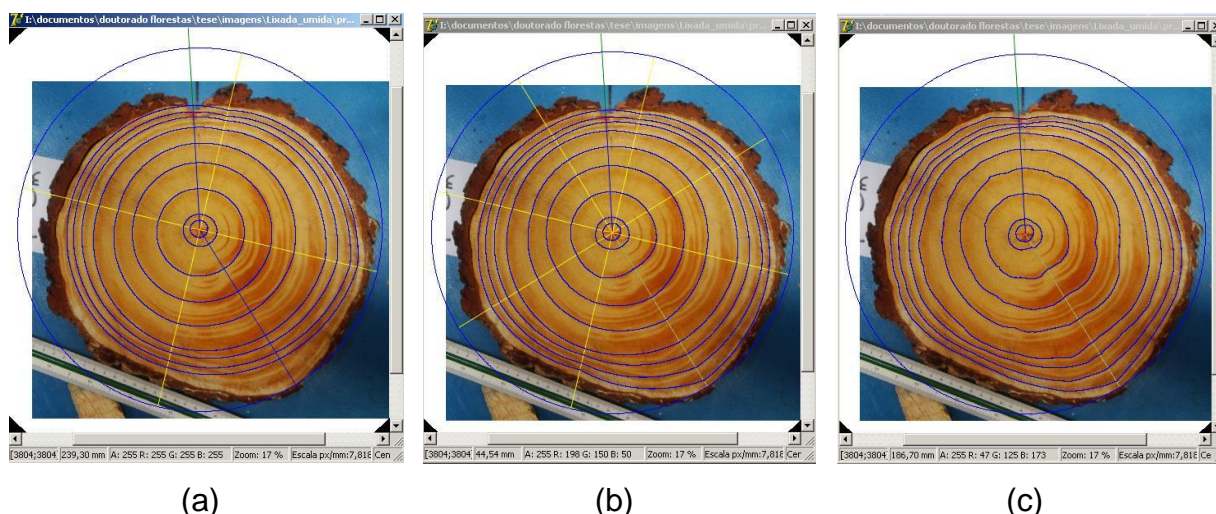 I:\documentos\doutorado florestas\tese\imagens\Lixada_umida\pr...
I:\documentos\doutorado florestas\tese\imagens\Lixada_umida\pr...
I:\documentos\doutorado florestas\tese\imagens\Lixada_umida\pr...
[3804;3804 239,30 mm A: 255 R: 255 G: 255 B: 255 Zoom: 17 % Escala px/mm:7,818 Cen
[3804;3804 44,54 mm A: 255 R: 198 G: 150 B: 50 Zoom: 17 % Escala px/mm:7,818 Cer
[3804;3804 186,70 mm A: 255 R: 47 G: 125 B: 173 Zoom: 17 % Escala px/mm:7,818 Ce
(a)
(b)
(c)